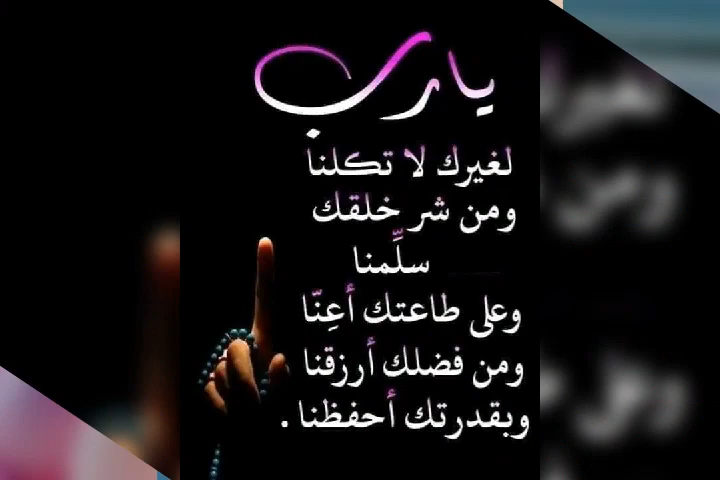 يارب
لغيرك لا تكلنا
ومن شر خلقك
سلِّمنا
وعلى طاعتك أعِنّا
ومن فضلك أرزقنا
وبقدرتك أحفظنا .